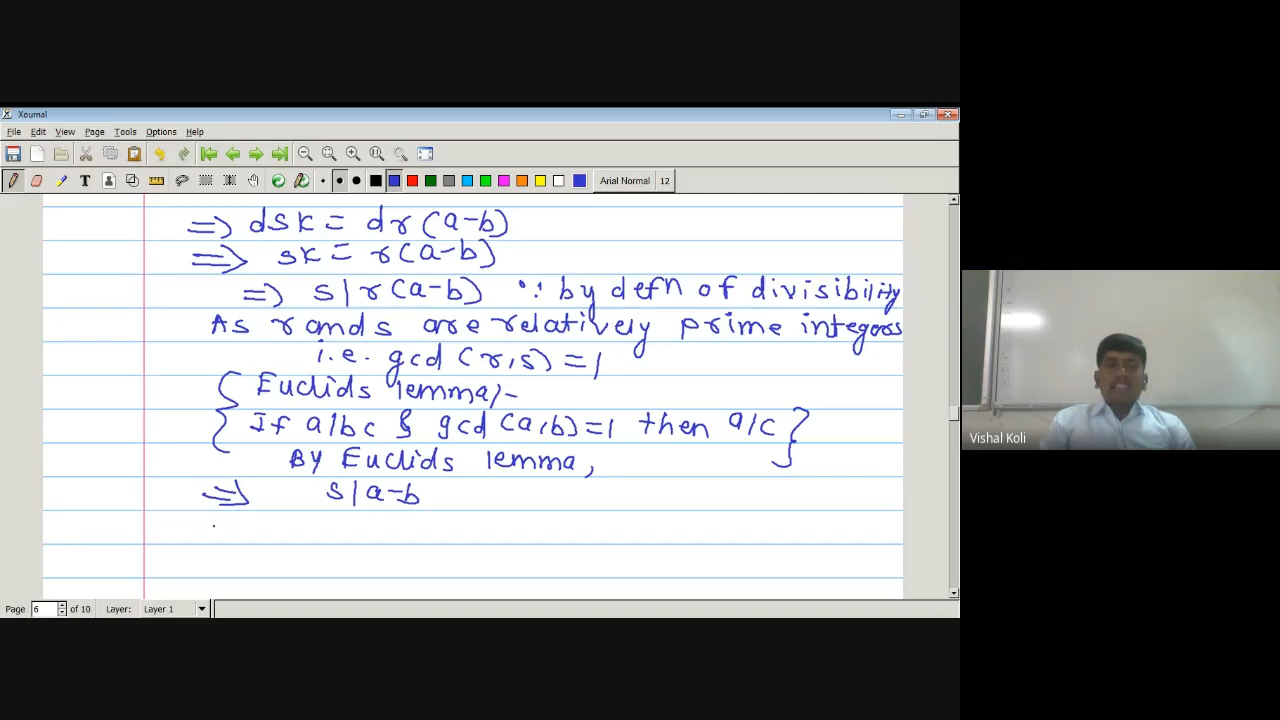 Xournal
File Edit View Page Tools Options Help
Arial Normal 12
=> dsk = dr (a-b)
=> sk = r(a-b)
=> s|r(a-b) ∵ by defn of divisibility
As r and s are relatively prime integers
i.e. gcd (r,s) = 1
Euclids lemma:-
If a|bc & gcd (a,b)=1 then a|c
By Euclids lemma,
=> s|a-b
Vishal Koli
Page 6 of 10 Layer: Layer 1